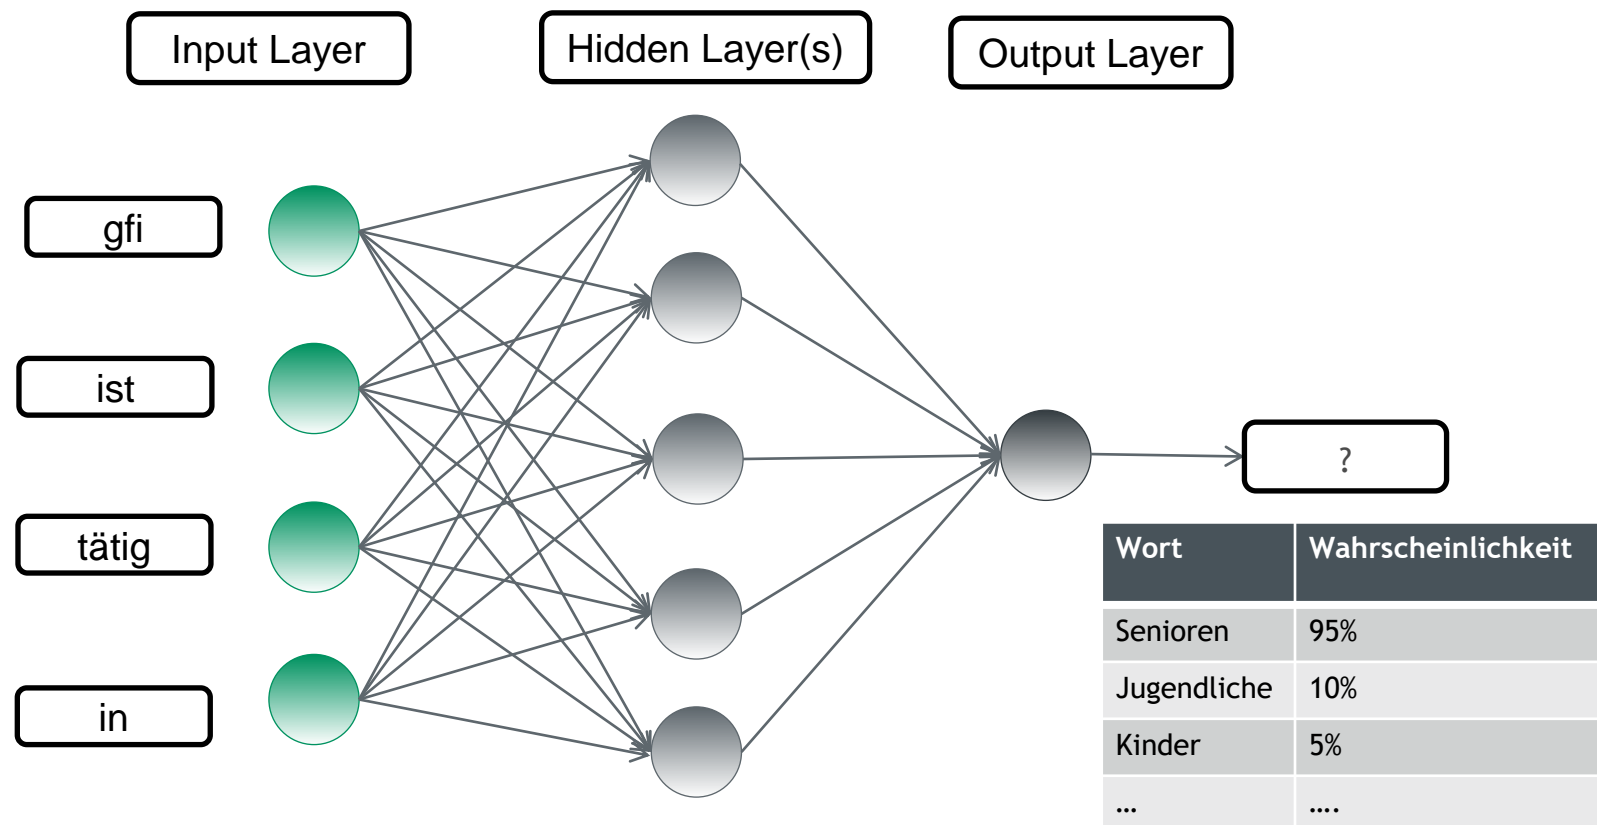 Input Layer
Hidden Layer(s)
Output Layer
gfi
ist
tätig
in
?
Wort Wahrscheinlichkeit
Senioren 95%
Jugendliche 10%
Kinder 5%
… ….